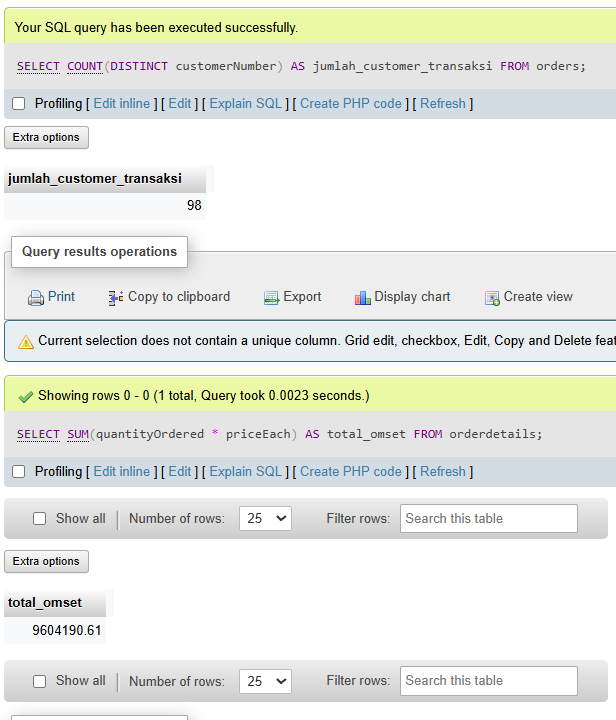 Your SQL query has been executed successfully.
SELECT COUNT(DISTINCT customerNumber) AS jumlah_customer_transaksi FROM orders;
Profiling [ Edit inline ] [ Edit ] [ Explain SQL ] [ Create PHP code ] [ Refresh ]
Extra options
jumlah_customer_transaksi
98
Query results operations
Print Copy to clipboard Export Display chart Create view
Current selection does not contain a unique column. Grid edit, checkbox, Edit, Copy and Delete feat
Showing rows 0 - 0 (1 total, Query took 0.0023 seconds.)
SELECT SUM(quantityOrdered * priceEach) AS total_omset FROM orderdetails;
Profiling [ Edit inline ] [ Edit ] [ Explain SQL ] [ Create PHP code ] [ Refresh ]
Show all | Number of rows: 25 Filter rows: Search this table
Extra options
total_omset
9604190.61
Show all | Number of rows: 25 Filter rows: Search this table